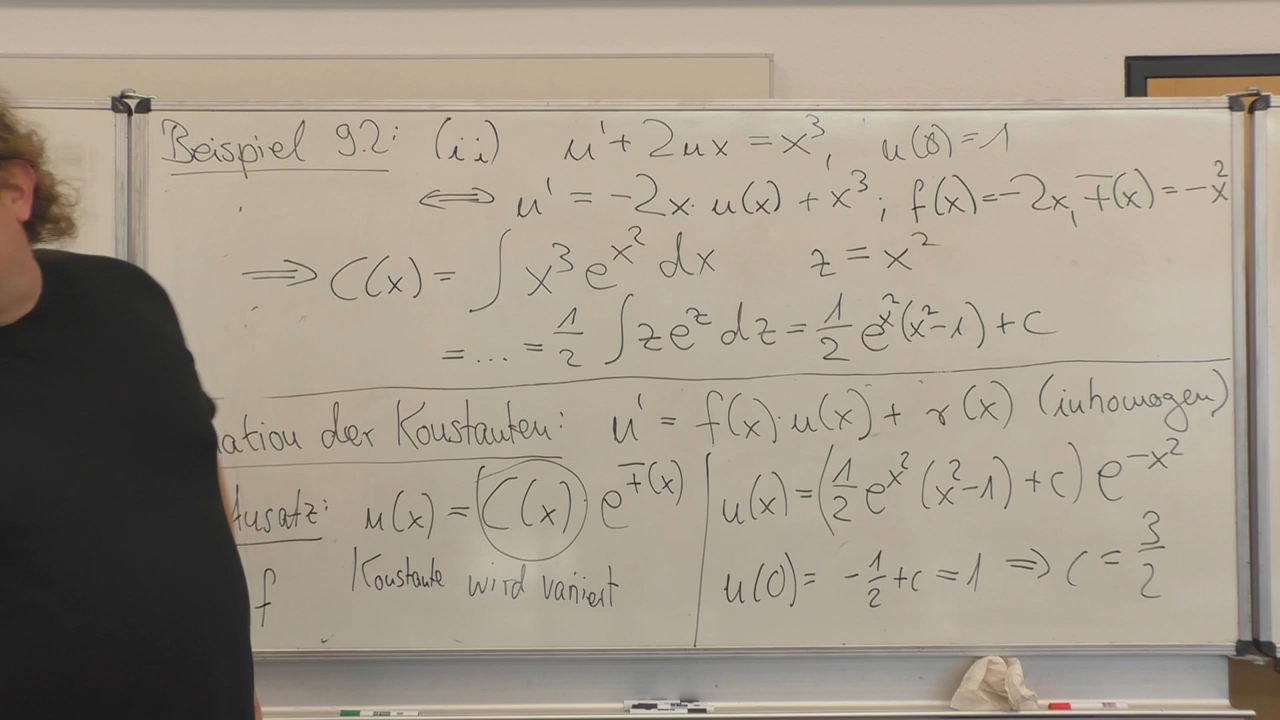 Beispiel 9.2: (ii) u' + 2ux = x³, u(0) = 1
⟺ u' = -2x · u(x) + x³ ; f(x) = -2x, F(x) = -x²
⟹ C(x) = ∫ x³ e^{x²} dx z = x²
= ... = 1/2 ∫ z e^z dz = 1/2 e^{x²} (x²-1) + c
ation der Konstanten: u' = f(x) · u(x) + r(x) (inhomogen)
Ansatz: u(x) = C(x) e^{F(x)}
Konstante wird variiert
f
u(x) = (1/2 e^{x²} (x²-1) + c) e^{-x²}
u(0) = -1/2 + c = 1 ⟹ c = 3/2